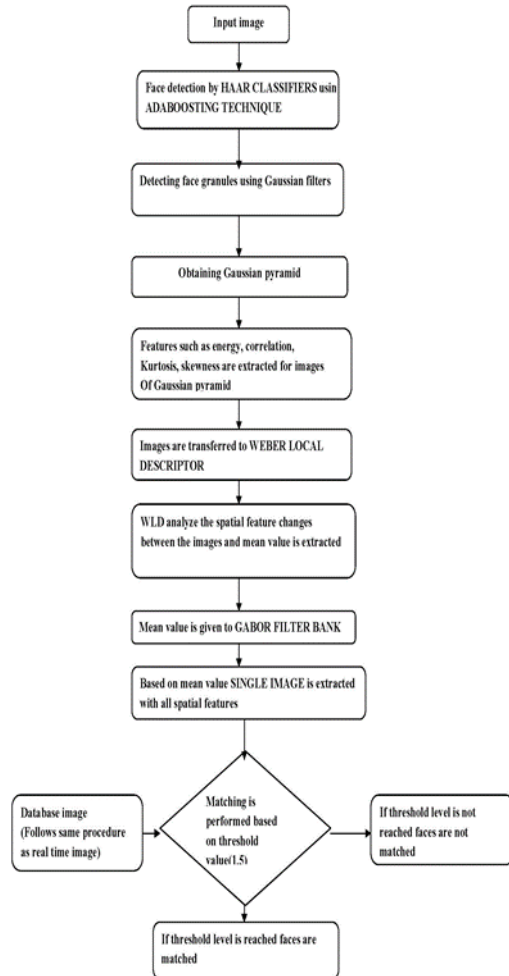 Input image
Face detection by HAAR CLASSIFIERS usin
ADABOOSTING TECHNIQUE
Detecting face granules using Gaussian filters
Obtaining Gaussian pyramid
Features such as energy, correlation,
Kurtosis, skewness are extracted for images
Of Gaussian pyramid
Images are transferred to WEBER LOCAL
DESCRIPTOR
WLD analyze the spatial feature changes
between the images and mean value is extracted
Mean value is given to GABOR FILTER BANK
Based on mean value SINGLE IMAGE is extracted
with all spatial features
Database image
(Follows same procedure
as real time image)
Matching is
performed based
on threshold
value(1.5)
If threshold level is not
reached faces are not
matched
If threshold level is reached faces are
matched